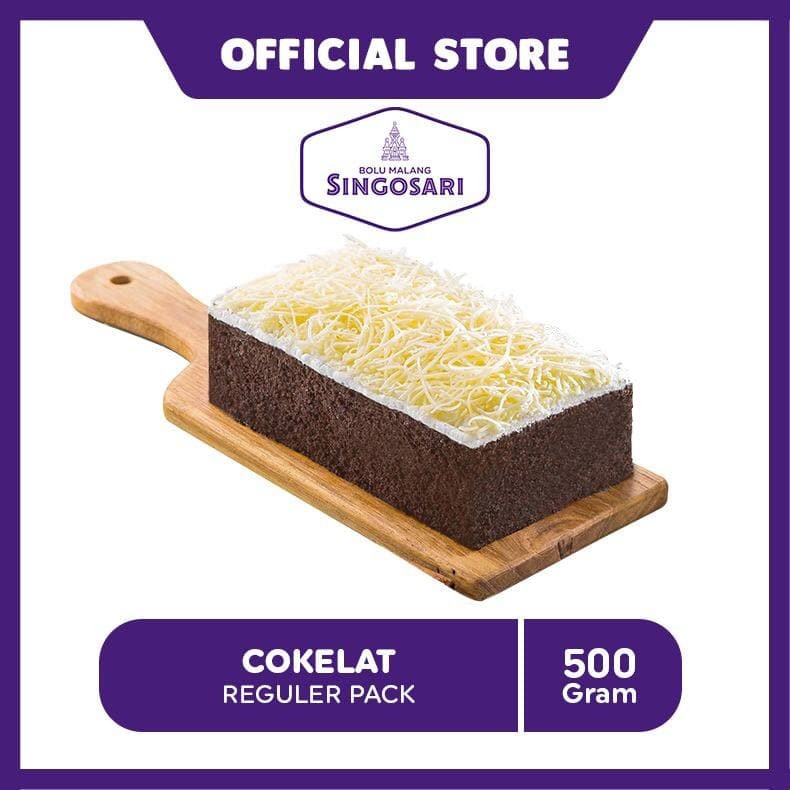 OFFICIAL STORE
BOLU MALANG
SINGOSARI
COKELAT
REGULER PACK
500
Gram